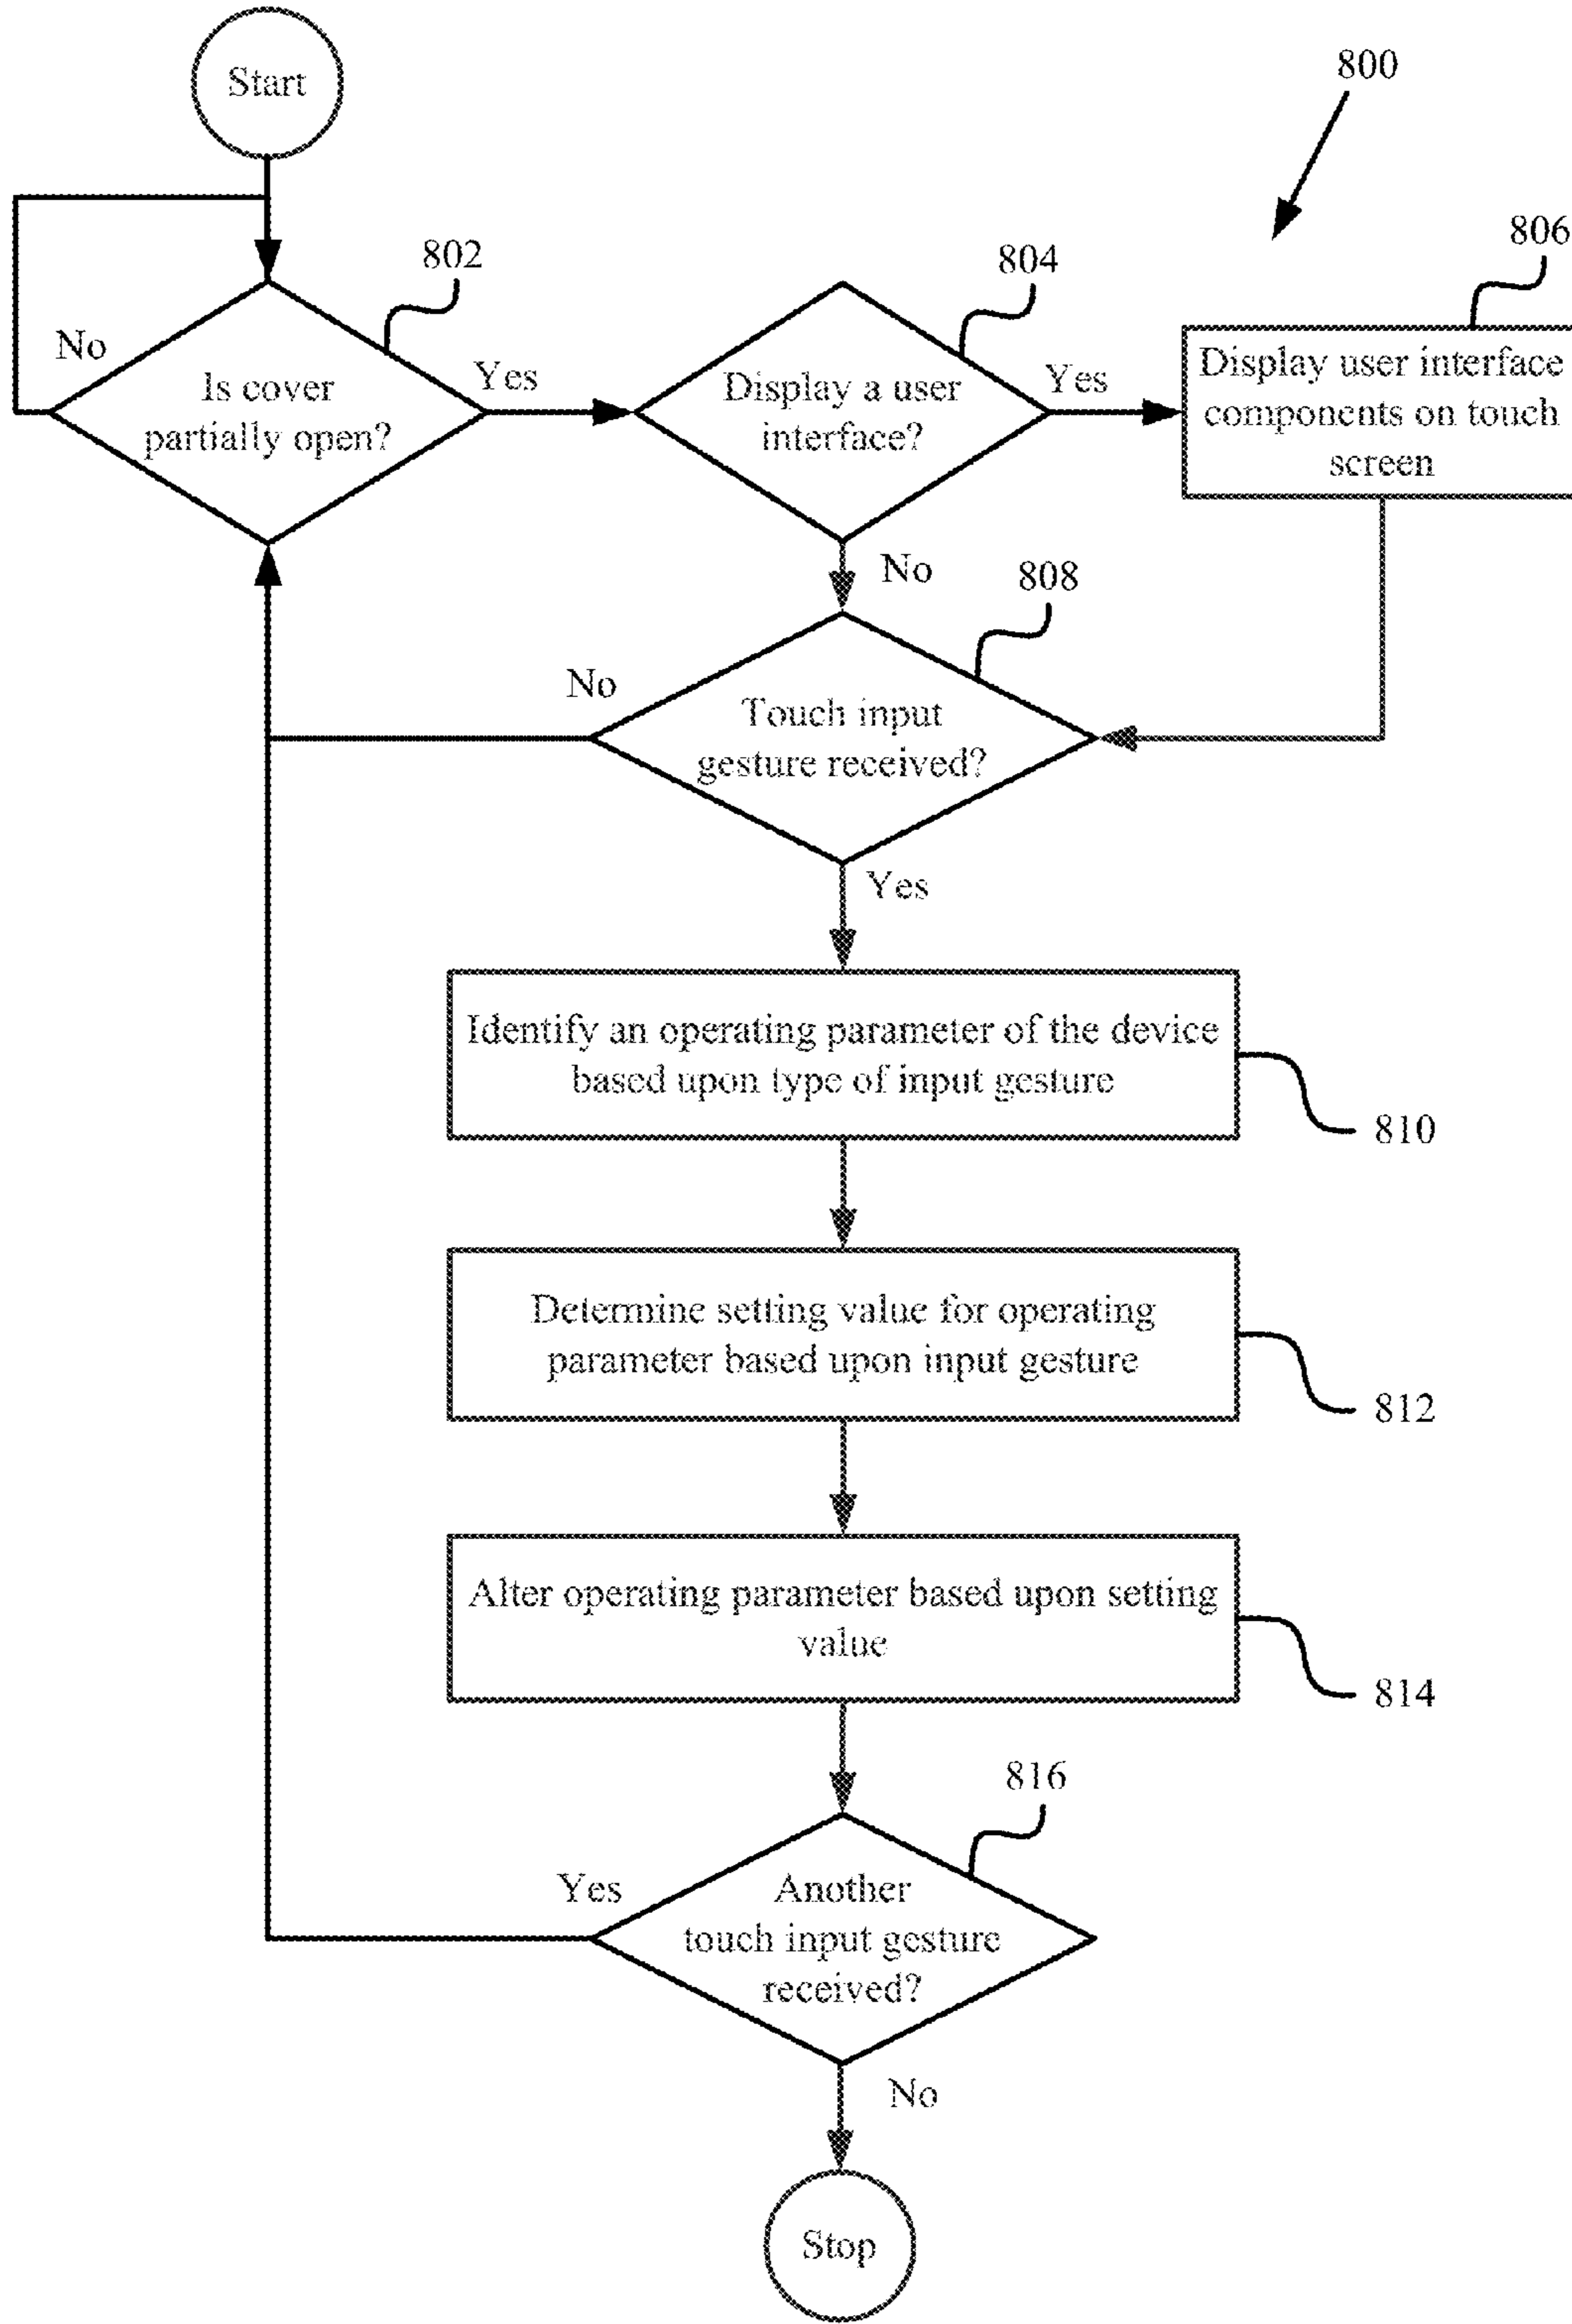 Start
800
802
804
806
No
Is cover
partially open?
Yes
Display a user
interface?
Yes
Display user interface
components on touch
screen
No
808
No
Touch input
gesture received?
Yes
Identify an operating parameter of the device
based upon type of input gesture
810
Determine setting value for operating
parameter based upon input gesture
812
Alter operating parameter based upon setting
value
814
816
Yes
Another
touch input gesture
received?
No
Stop